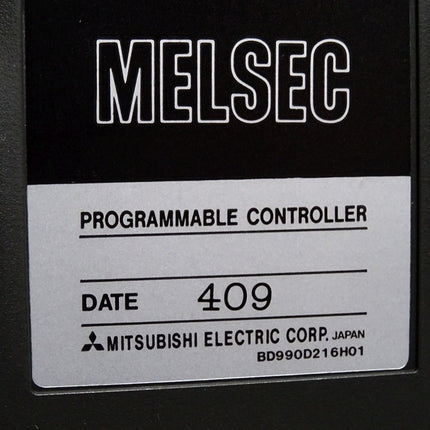 MELSEC
PROGRAMMABLE CONTROLLER
DATE 409
MITSUBISHI ELECTRIC CORP. JAPAN
BD990D216H01